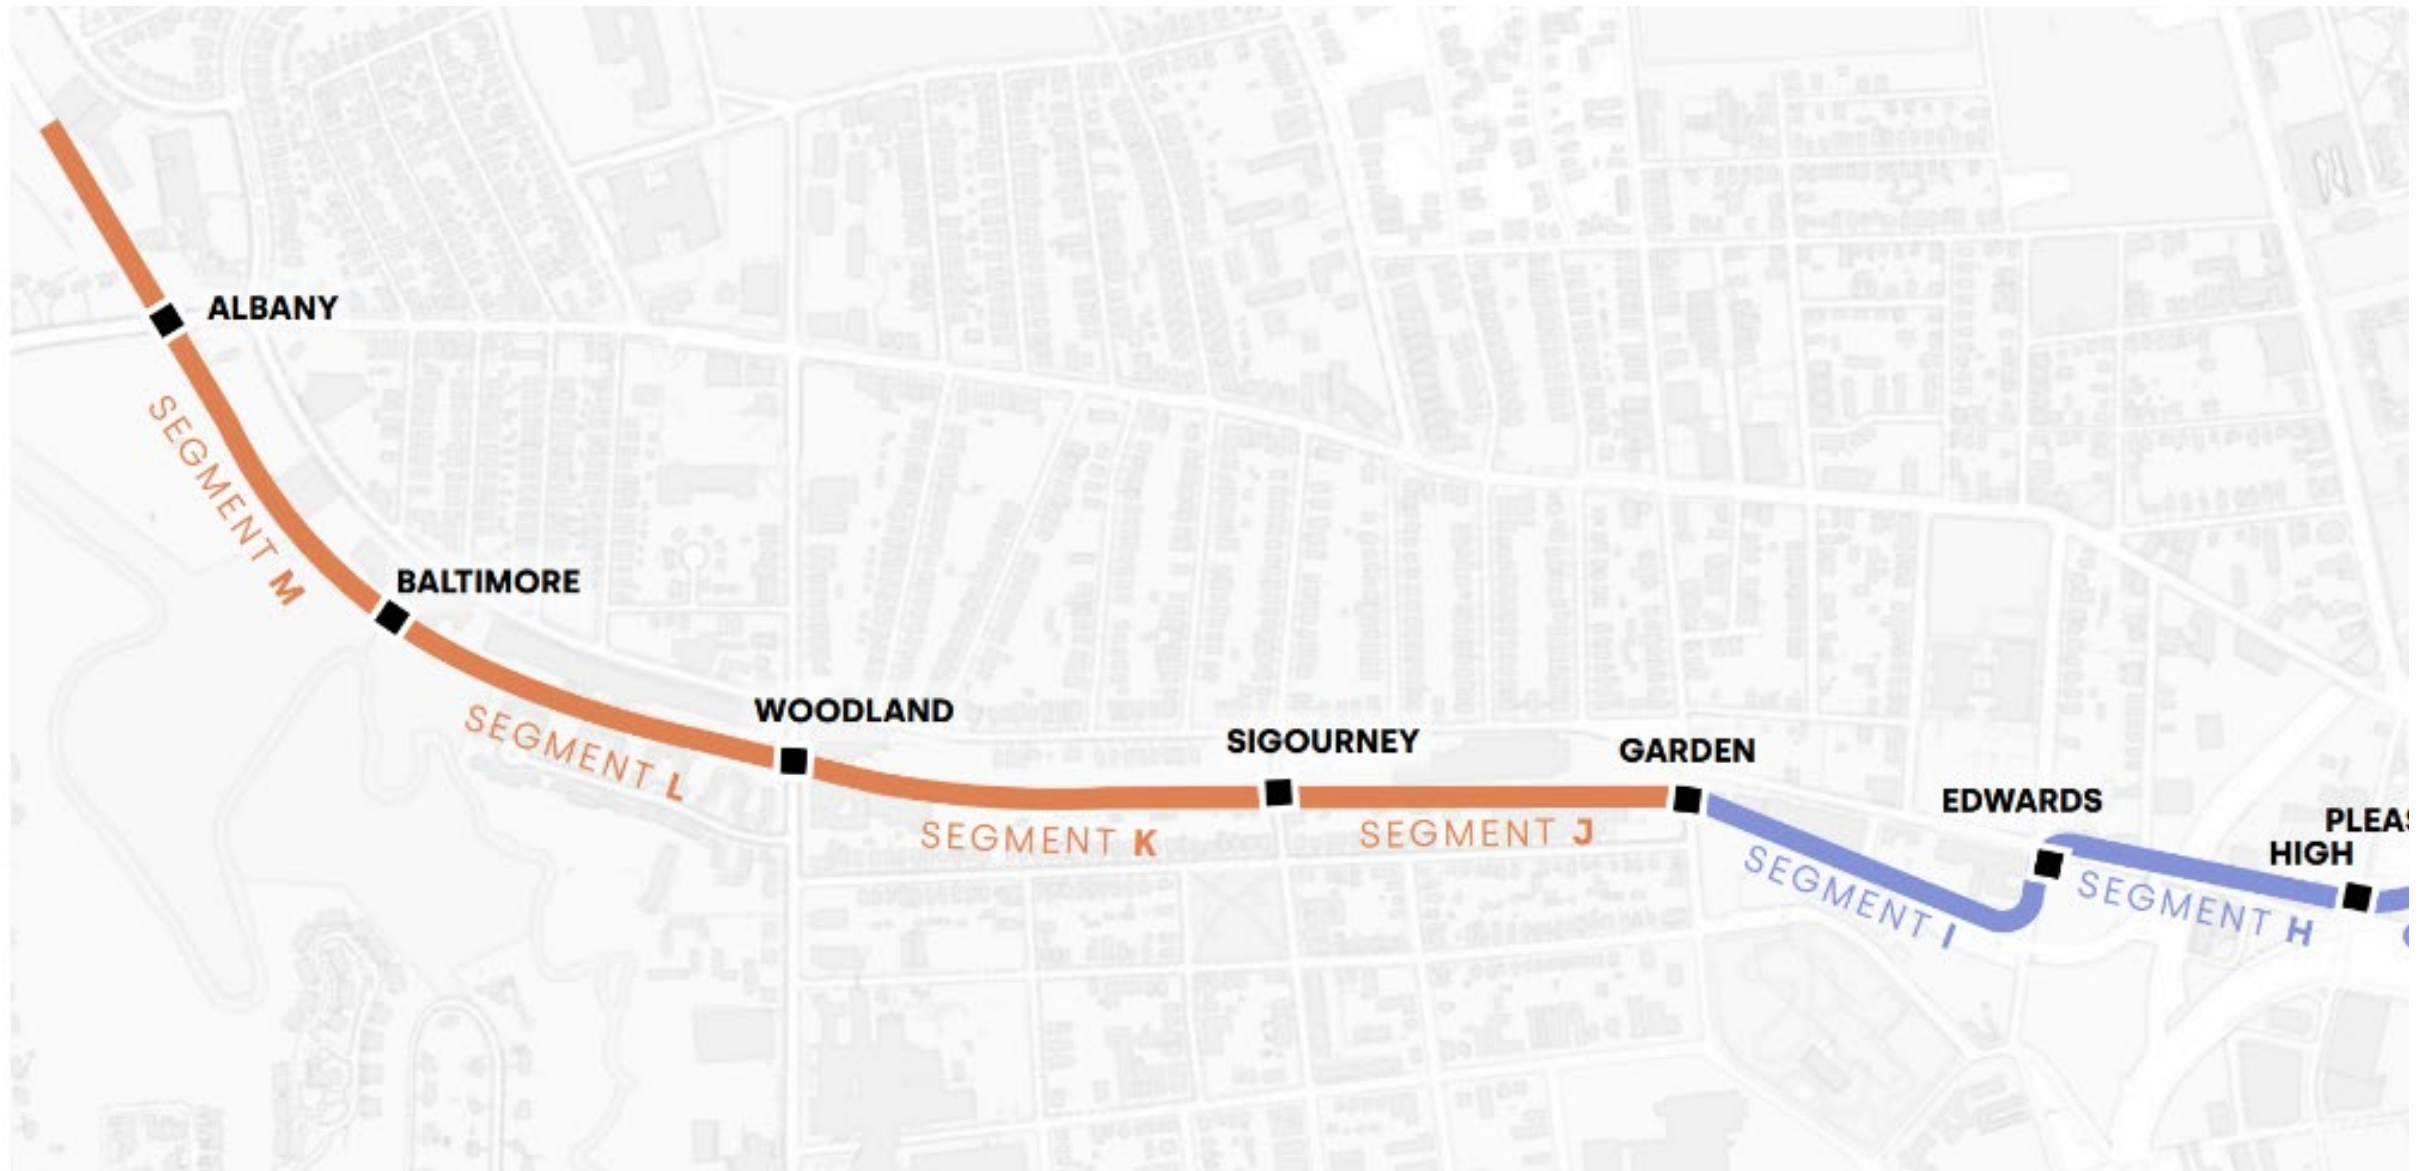 ALBANY
SEGMENT M
BALTIMORE
SEGMENT L
WOODLAND
SEGMENT K
SIGOURNEY
SEGMENT J
GARDEN
SEGMENT I
EDWARDS
SEGMENT H
HIGH